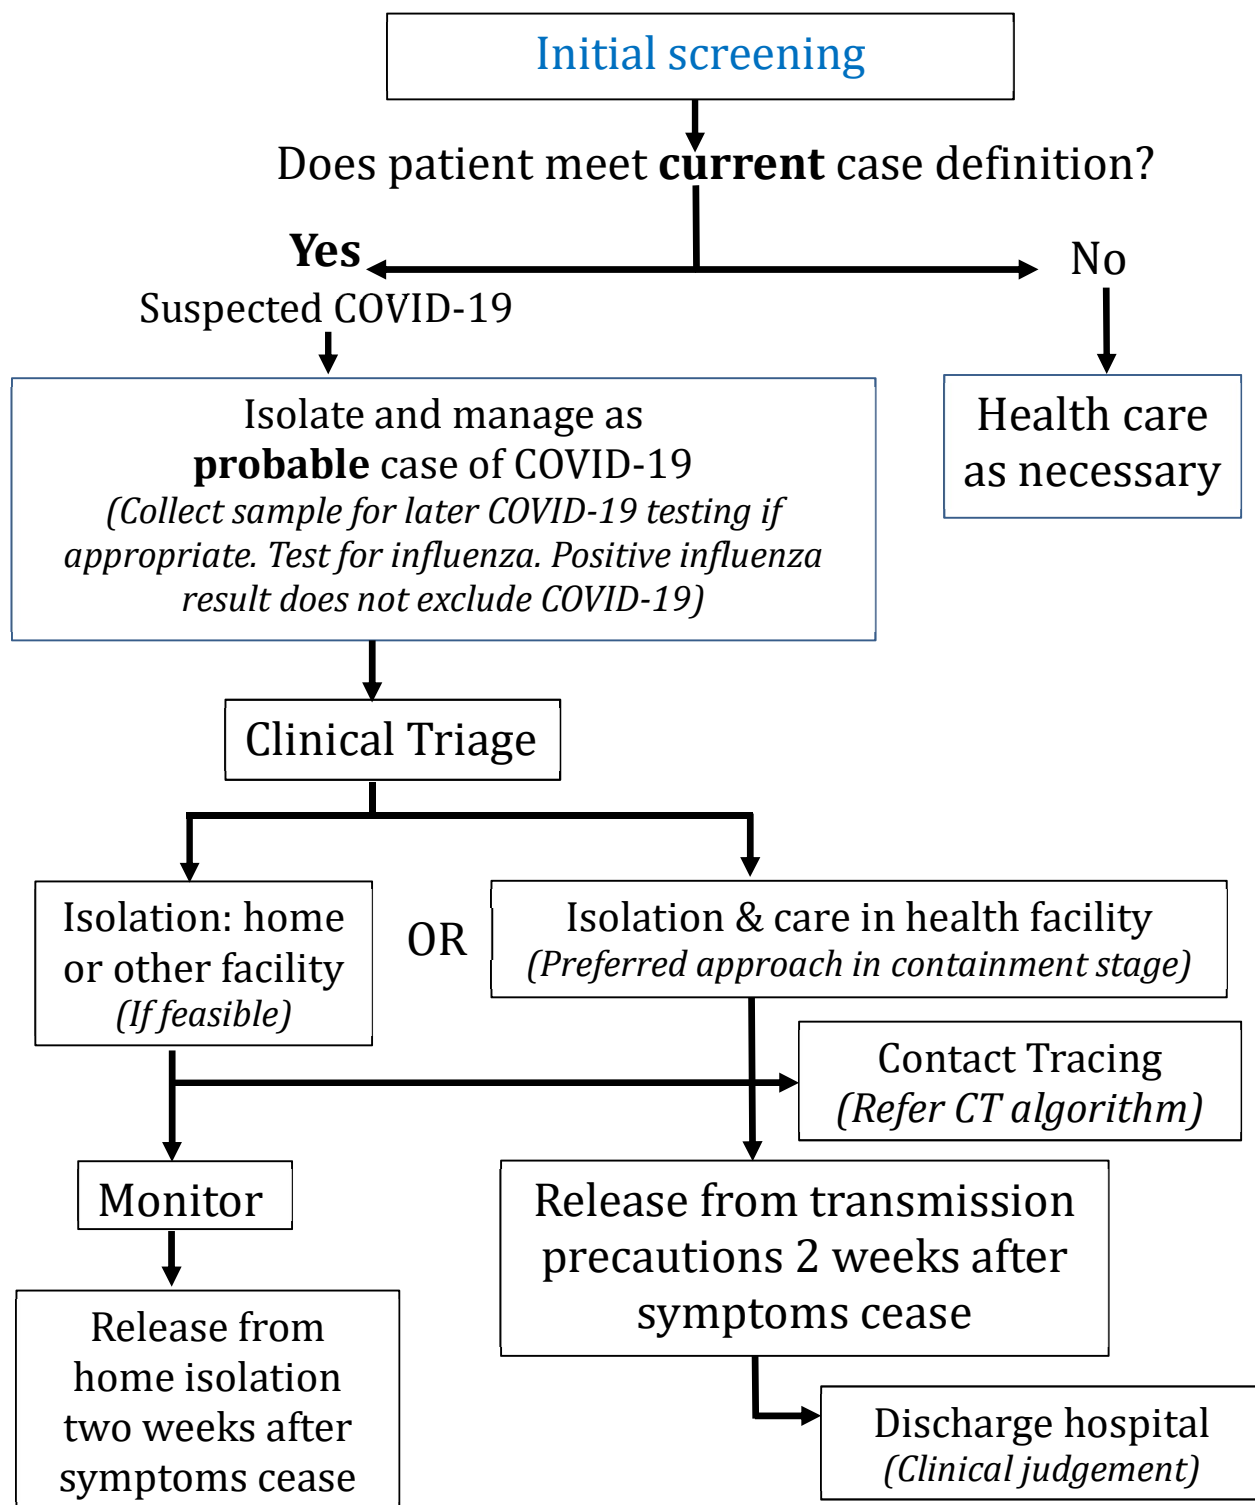 Initial screening
Does patient meet current case definition?
Yes
No
Suspected COVID-19
Isolate and manage as
probable case of COVID-19
(Collect sample for later COVID-19 testing if
appropriate. Test for influenza. Positive influenza
result does not exclude COVID-19)
Health care
as necessary
Clinical Triage
Isolation: home
or other facility
(If feasible)
OR
Isolation & care in health facility
(Preferred approach in containment stage)
Contact Tracing
(Refer CT algorithm)
Monitor
Release from transmission
precautions 2 weeks after
symptoms cease
Release from
home isolation
two weeks after
symptoms cease
Discharge hospital
(Clinical judgement)